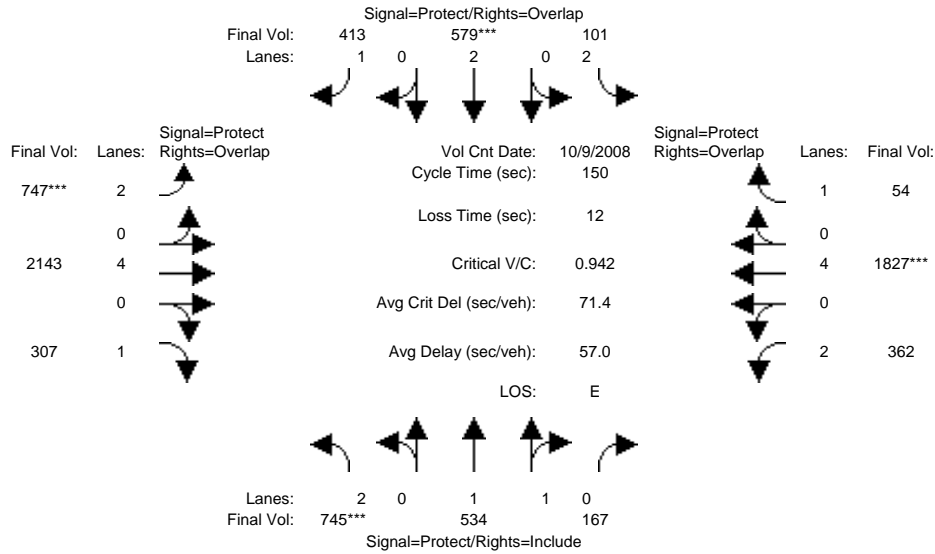 Signal=Protect/Rights=Overlap
Final Vol: 413 579*** 101
Lanes: 1 0 2 0 2
Signal=Protect
Final Vol: Lanes: Rights=Overlap
Vol Cnt Date: 10/9/2008
Signal=Protect
Rights=Overlap Lanes: Final Vol:
Cycle Time (sec): 150
747*** 2
1 54
Loss Time (sec): 12
0
0
2143 4
Critical V/C: 0.942
4 1827***
0
Avg Crit Del (sec/veh): 71.4
0
307 1
Avg Delay (sec/veh): 57.0
2 362
LOS: E
Lanes: 2 0 1 1 0
Final Vol: 745*** 534 167
Signal=Protect/Rights=Include